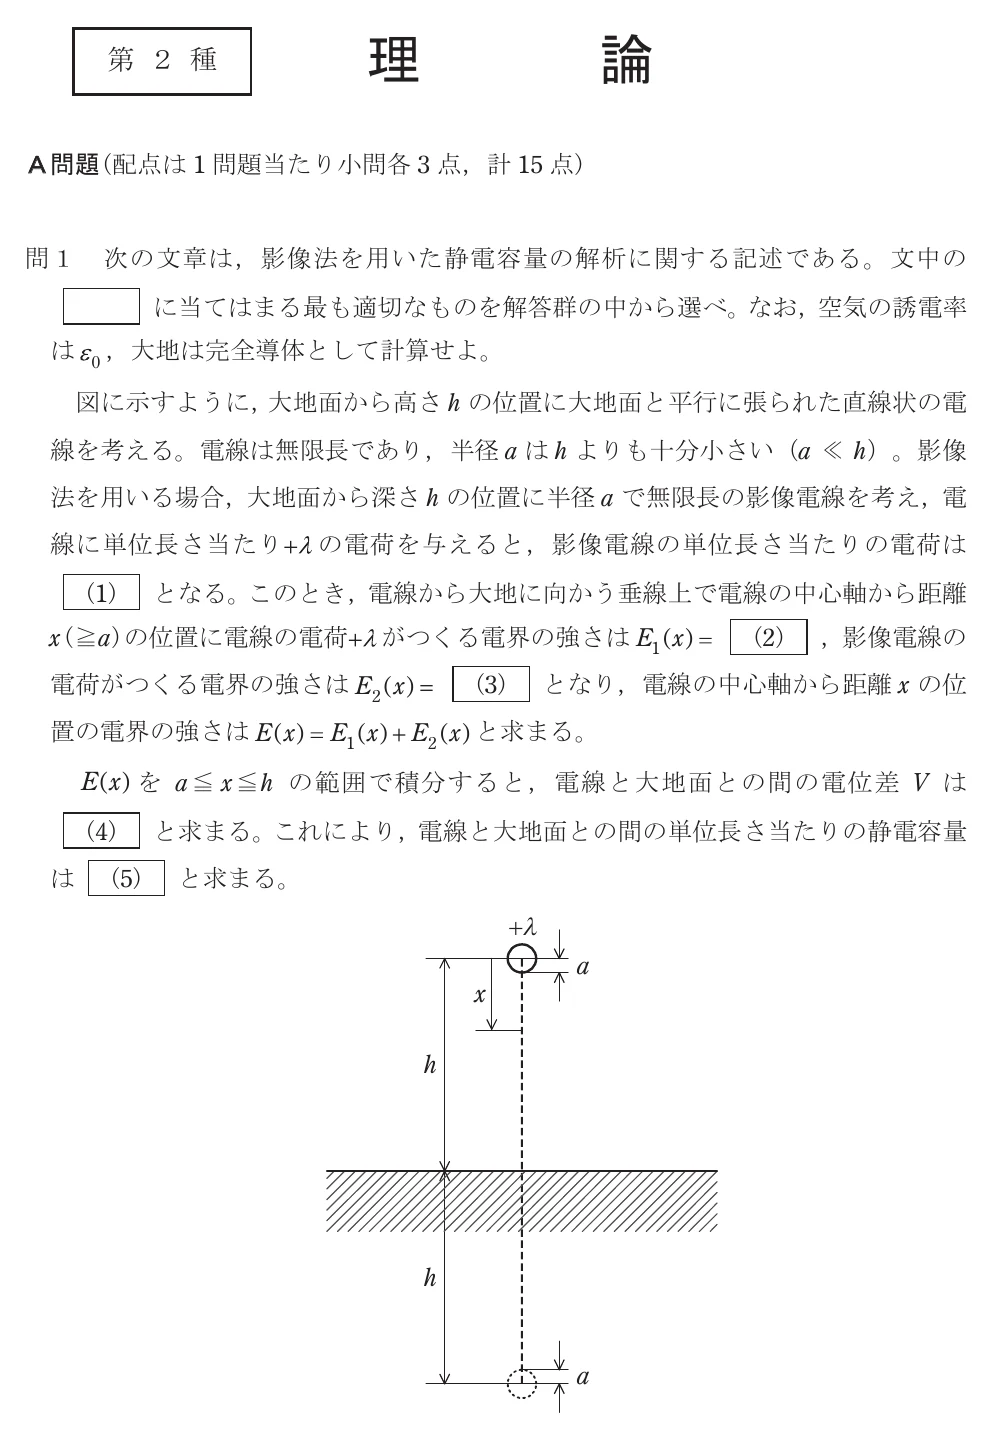 第 2 種
理 論
A問題(配点は1問題当たり小問各3点，計15点)
問1 次の文章は，影像法を用いた静電容量の解析に関する記述である。文中の
に当てはまる最も適切なものを解答群の中から選べ。なお，空気の誘電率
はε₀，大地は完全導体として計算せよ。
図に示すように，大地面から高さhの位置に大地面と平行に張られた直線状の電
線を考える。電線は無限長であり，半径aはhよりも十分小さい（a ≪ h）。影像
法を用いる場合，大地面から深さhの位置に半径aで無限長の影像電線を考え，電
線に単位長さ当たり+λの電荷を与えると，影像電線の単位長さ当たりの電荷は
(1) となる。このとき，電線から大地に向かう垂線上で電線の中心軸から距離
x(≧a)の位置に電線の電荷+λがつくる電界の強さはE₁(x)= (2) ，影像電線の
電荷がつくる電界の強さはE₂(x)= (3) となり，電線の中心軸から距離xの位
置の電界の強さはE(x)=E₁(x)+E₂(x)と求まる。
E(x)を a≦x≦h の範囲で積分すると，電線と大地面との間の電位差 V は
(4) と求まる。これにより，電線と大地面との間の単位長さ当たりの静電容量
は (5) と求まる。
+λ
a
x
h
h
a